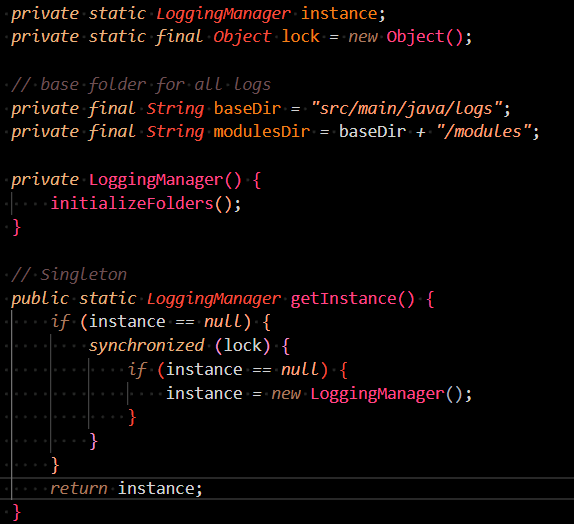 private static LoggingManager instance;
private static final Object lock = new Object();
// base folder for all logs
private final String baseDir = "src/main/java/logs";
private final String modulesDir = baseDir + "/modules";
private LoggingManager() {
initializeFolders();
}
// Singleton
public static LoggingManager getInstance() {
if (instance == null) {
synchronized (lock) {
if (instance == null) {
instance = new LoggingManager();
}
}
}
return instance;
}